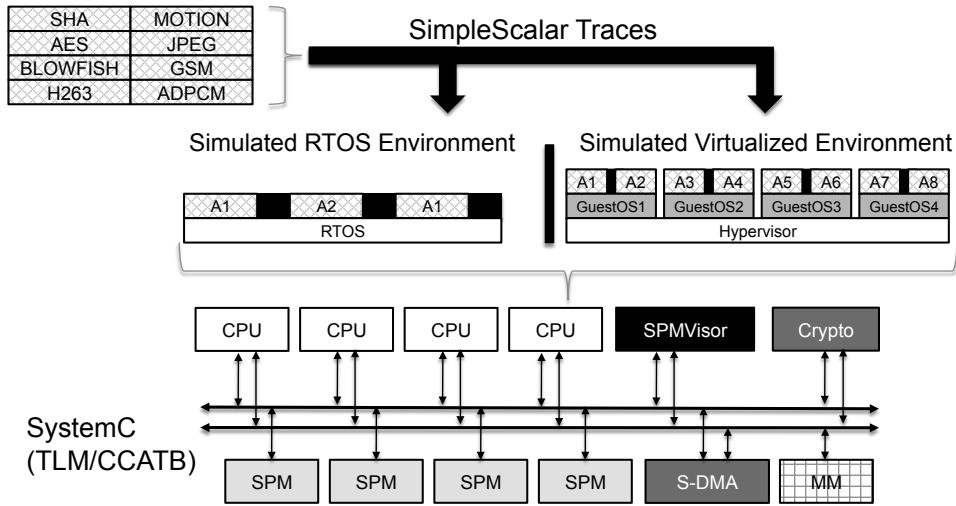 SHA MOTION
AES JPEG
BLOWFISH GSM
H263 ADPCM
SimpleScalar Traces
Simulated RTOS Environment
Simulated Virtualized Environment
A1 A2 A3 A4 A5 A6 A7 A8
GuestOS1 GuestOS2 GuestOS3 GuestOS4
Hypervisor
A1 A2 A1
RTOS
CPU CPU CPU CPU SPMVisor Crypto
SystemC
(TLM/CCATB)
SPM SPM SPM SPM S-DMA MM